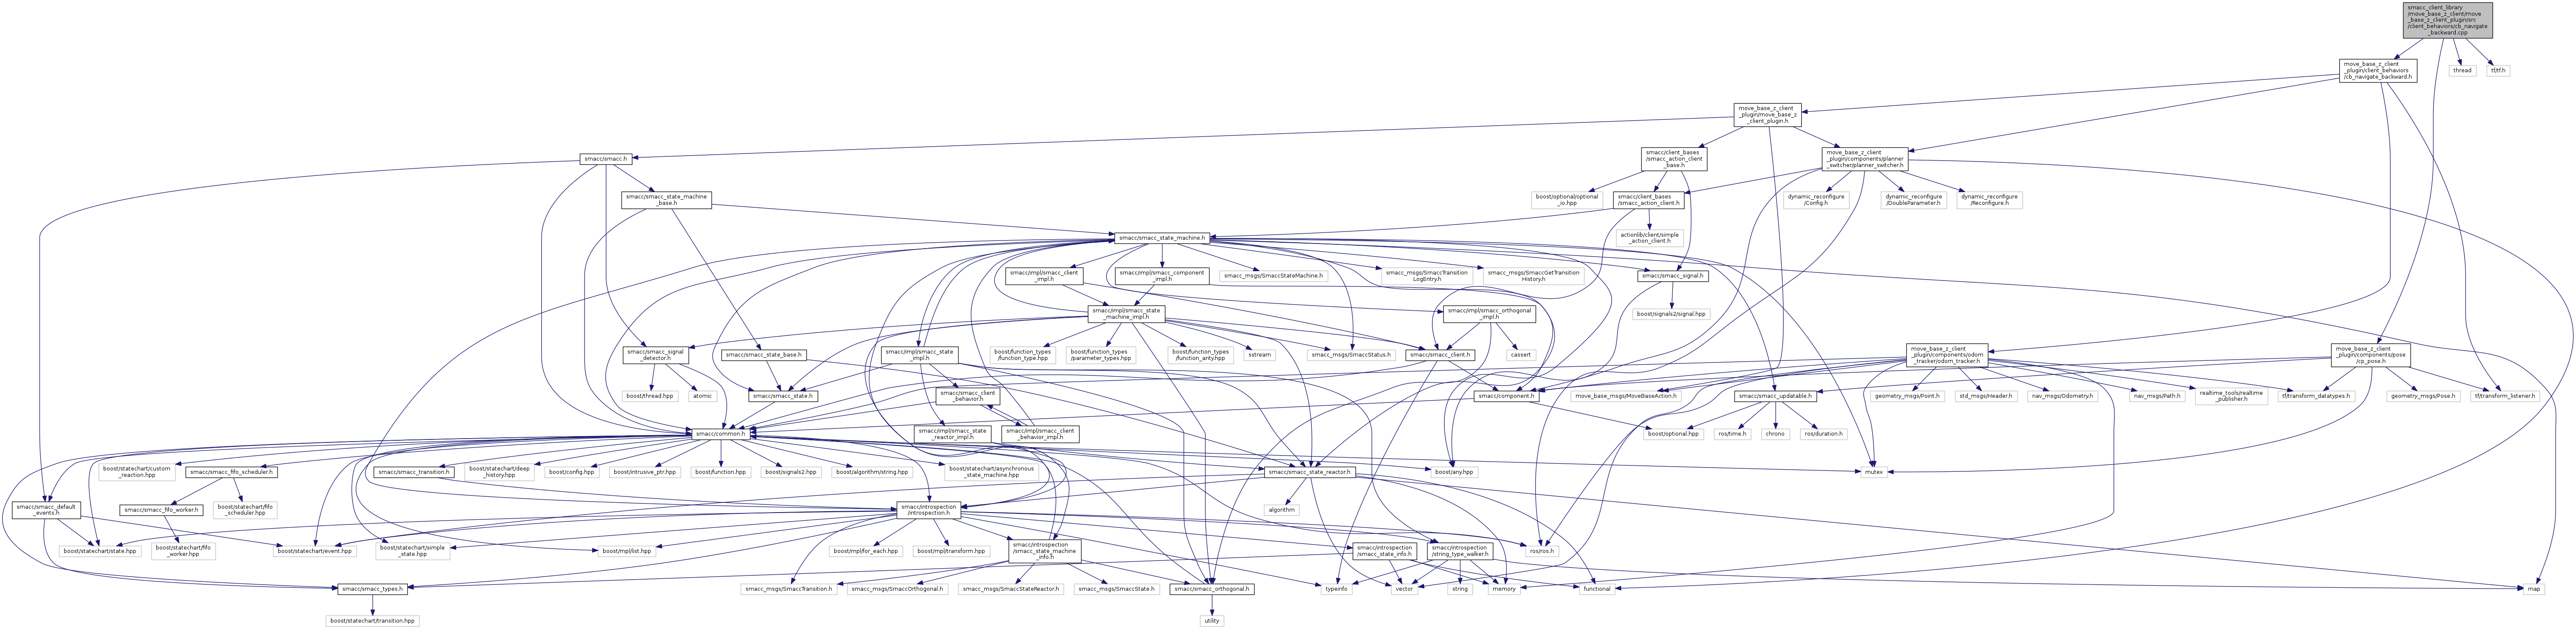 smacc_client_library
/move_base_z_client/move
_base_z_client_plugin/src
/client_behaviors/cb_navigate
_backward.cpp
move_base_z_client
_plugin/client_behaviors
/cb_navigate_backward.h
thread
tf/tf.h
move_base_z_client
_plugin/move_base_z
_client_plugin.h
smacc/smacc.h
smacc/client_bases
/smacc_action_client
_base.h
move_base_z_client
_plugin/components/planner
_switcher/planner_switcher.h
smacc/smacc_state_machine
_base.h
boost/optional/optional
_io.hpp
smacc/client_bases
/smacc_action_client.h
dynamic_reconfigure
/Config.h
dynamic_reconfigure
/DoubleParameter.h
dynamic_reconfigure
/Reconfigure.h
smacc/smacc_state_machine.h
actionlib/client/simple
_action_client.h
smacc/impl/smacc_client
_impl.h
smacc/impl/smacc_component
_impl.h
smacc_msgs/SmaccStateMachine.h
smacc_msgs/SmaccTransition
LogEntry.h
smacc_msgs/SmaccGetTransition
History.h
smacc/smacc_signal.h
smacc/impl/smacc_state
_machine_impl.h
smacc/impl/smacc_orthogonal
_impl.h
boost/signals2/signal.hpp
smacc/smacc_signal
_detector.h
smacc/smacc_state_base.h
smacc/impl/smacc_state
_impl.h
boost/function_types
/function_type.hpp
boost/function_types
/parameter_types.hpp
boost/function_types
/function_arity.hpp
sstream
smacc_msgs/SmaccStatus.h
smacc/smacc_client.h
cassert
move_base_z_client
_plugin/components/odom
_tracker/odom_tracker.h
move_base_z_client
_plugin/components/pose
/cp_pose.h
boost/thread.hpp
atomic
smacc/smacc_state.h
smacc/smacc_client
_behavior.h
smacc/component.h
move_base_msgs/MoveBaseAction.h
smacc/smacc_updatable.h
geometry_msgs/Point.h
std_msgs/Header.h
nav_msgs/Odometry.h
nav_msgs/Path.h
realtime_tools/realtime
_publisher.h
tf/transform_datatypes.h
geometry_msgs/Pose.h
tf/transform_listener.h
smacc/common.h
smacc/impl/smacc_state
_reactor_impl.h
smacc/impl/smacc_client
_behavior_impl.h
boost/optional.hpp
ros/time.h
chrono
ros/duration.h
boost/statechart/custom
_reaction.hpp
smacc/smacc_fifo_scheduler.h
smacc/smacc_transition.h
boost/statechart/deep
_history.hpp
boost/config.hpp
boost/intrusive_ptr.hpp
boost/function.hpp
boost/signals2.hpp
boost/algorithm/string.hpp
boost/statechart/asynchronous
_state_machine.hpp
smacc/smacc_state_reactor.h
boost/any.hpp
mutex
smacc/smacc_default
_events.h
smacc/smacc_fifo_worker.h
boost/statechart/fifo
_scheduler.hpp
smacc/introspection
/introspection.h
algorithm
boost/statechart/state.hpp
boost/statechart/fifo
_worker.hpp
boost/statechart/event.hpp
boost/statechart/simple
_state.hpp
boost/mpl/list.hpp
boost/mpl/for_each.hpp
boost/mpl/transform.hpp
smacc/introspection
/smacc_state_machine
_info.h
smacc/introspection
/smacc_state_info.h
smacc/introspection
/string_type_walker.h
ros/ros.h
smacc/smacc_types.h
smacc_msgs/SmaccTransition.h
smacc_msgs/SmaccOrthogonal.h
smacc_msgs/SmaccStateReactor.h
smacc_msgs/SmaccState.h
smacc/smacc_orthogonal.h
typeinfo
vector
string
memory
functional
map
boost/statechart/transition.hpp
utility